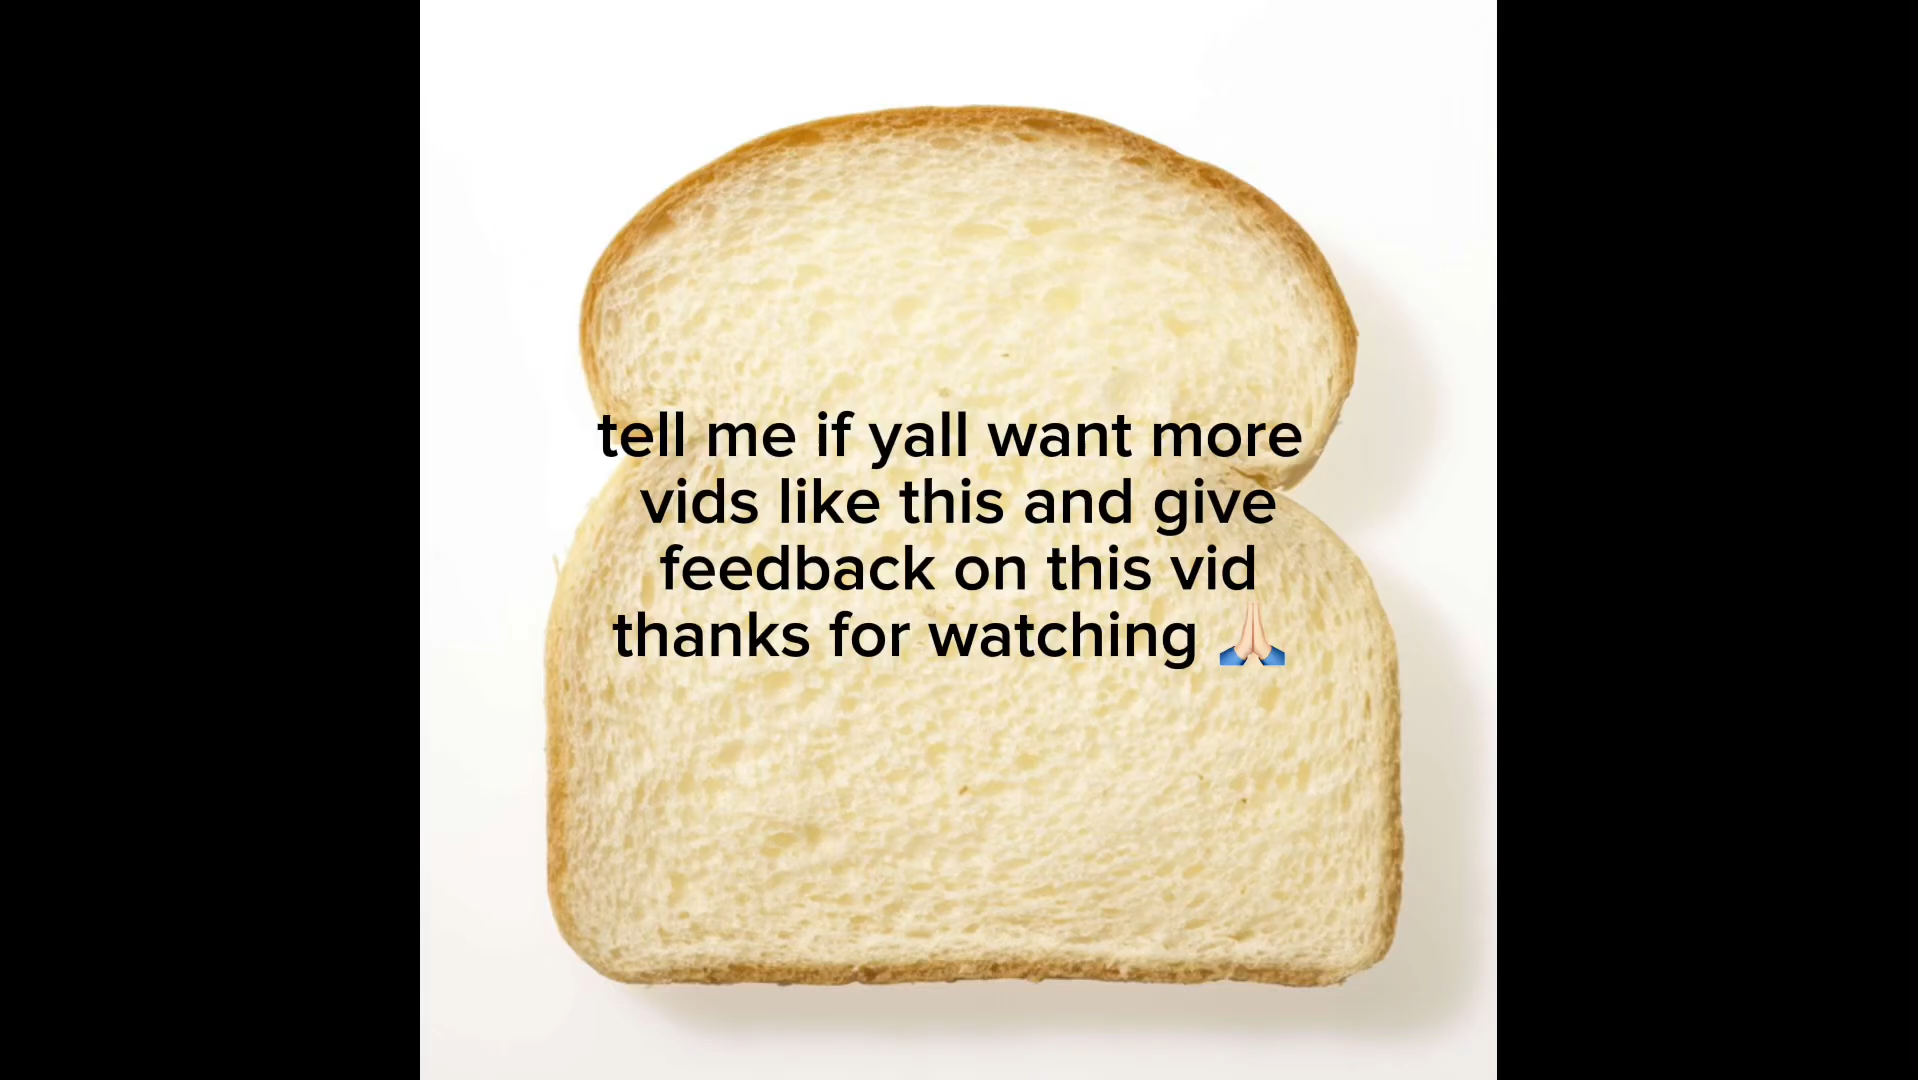 tell me if yall want more
vids like this and give
feedback on this vid
thanks for watching 🙏🏻